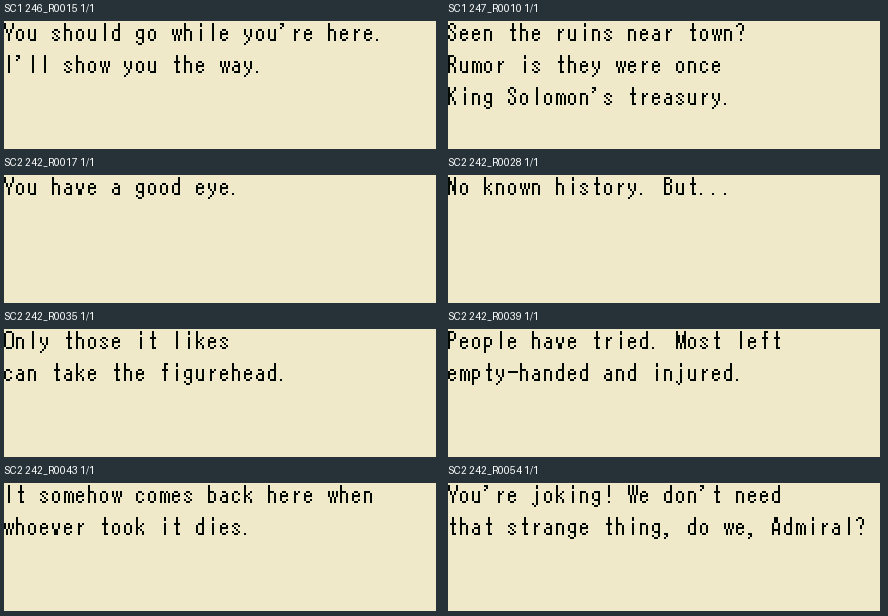 SC1 246_R0015 1/1
You should go while you're here.
I'll show you the way.
SC1 247_R0010 1/1
Seen the ruins near town?
Rumor is they were once
King Solomon's treasury.
SC2 242_R0017 1/1
You have a good eye.
SC2 242_R0028 1/1
No known history. But...
SC2 242_R0035 1/1
Only those it likes
can take the figurehead.
SC2 242_R0039 1/1
People have tried. Most left
empty-handed and injured.
SC2 242_R0043 1/1
It somehow comes back here when
whoever took it dies.
SC2 242_R0054 1/1
You're joking! We don't need
that strange thing, do we, Admiral?